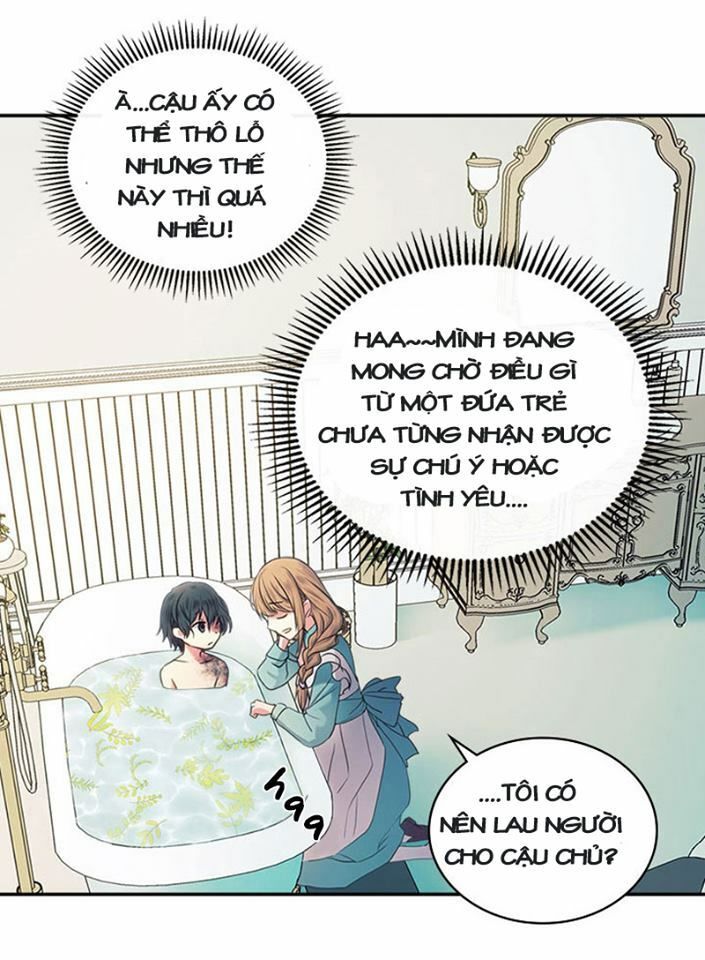 À...CẬU ẤY CÓ
THỂ THÔ LỖ
NHƯNG THẾ
NÀY THÌ QUÁ
NHIỀU!
HAA~~MÌNH ĐANG
MONG CHỜ ĐIỀU GÌ
TỪ MỘT ĐỨA TRẺ
CHƯA TỪNG NHẬN ĐƯỢC
SỰ CHÚ Ý HOẶC
TÌNH YÊU....
haa
....TÔI CÓ
NÊN LAU NGƯỜI
CHO CẬU CHỦ?